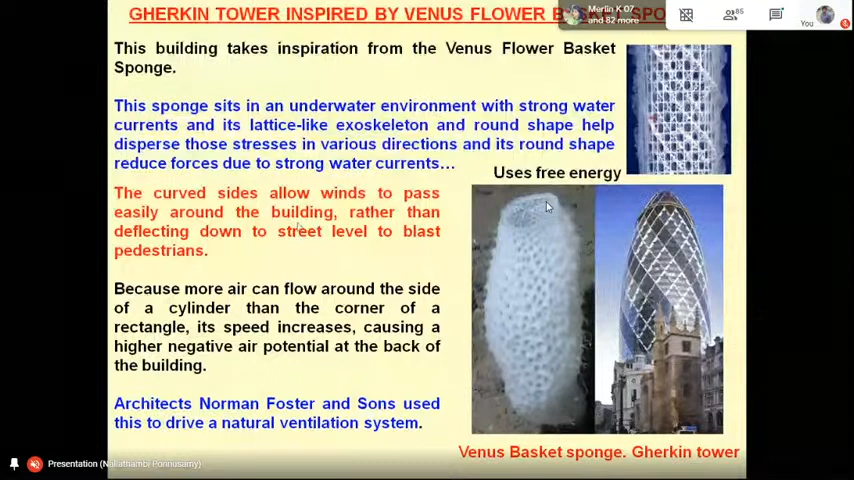 GHERKIN TOWER INSPIRED BY VENUS FLOWER
Merlin K 07
and 82 more
85
You
This building takes inspiration from the Venus Flower Basket
Sponge.
This sponge sits in an underwater environment with strong water
currents and its lattice-like exoskeleton and round shape help
disperse those stresses in various directions and its round shape
reduce forces due to strong water currents…
Uses free energy
The curved sides allow winds to pass
easily around the building, rather than
deflecting down to street level to blast
pedestrians.
Because more air can flow around the side
of a cylinder than the corner of a
rectangle, its speed increases, causing a
higher negative air potential at the back of
the building.
Architects Norman Foster and Sons used
this to drive a natural ventilation system.
Venus Basket sponge. Gherkin tower
Presentation (Nallathambi Ponnusamy)